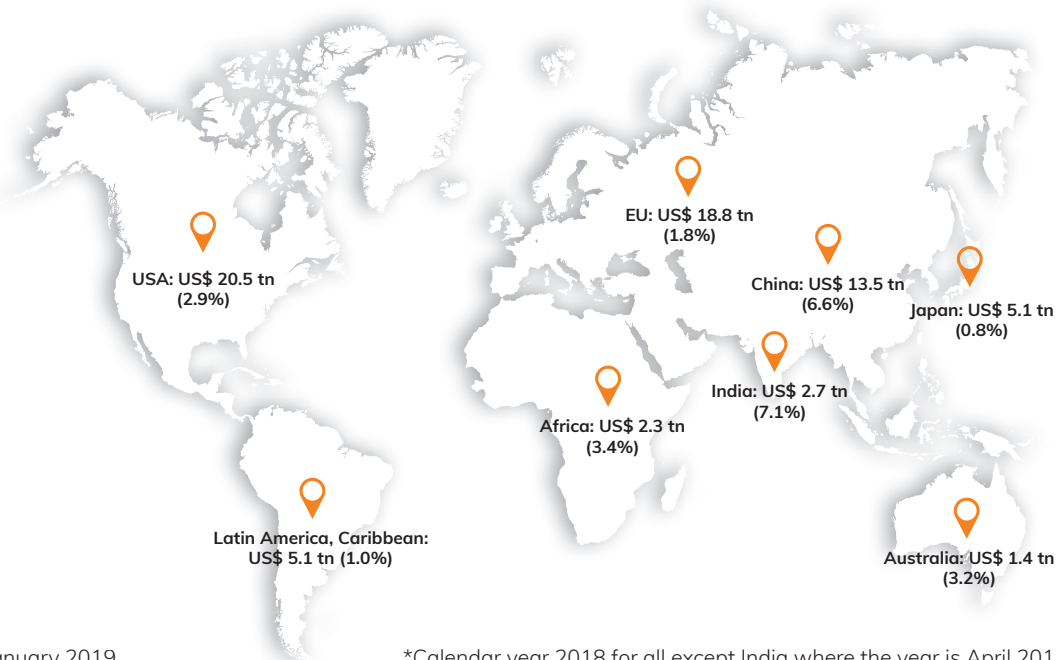 EU: US$ 18.8 tn
(1.8%)
USA: US$ 20.5 tn
(2.9%)
China: US$ 13.5 tn
(6.6%)
Japan: US$ 5.1 tn
(0.8%)
India: US$ 2.7 tn
(7.1%)
Africa: US$ 2.3 tn
(3.4%)
Latin America, Caribbean:
US$ 5.1 tn (1.0%)
Australia: US$ 1.4 tn
(3.2%)
2019
*Calendar year 2018 for all except India where the year is April